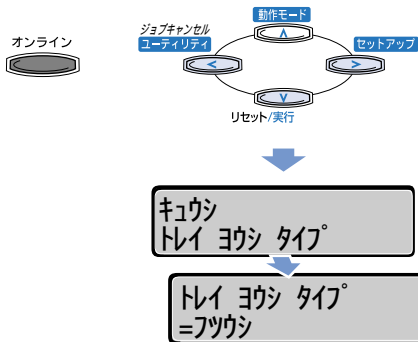 動作モード
ジョブキャンセル
オンライン
ユーティリティ
セットアップ
リセット/実行
キュウシ
トレイ ヨウシ タイプ
トレイ ヨウシ タイプ
=フツウシ